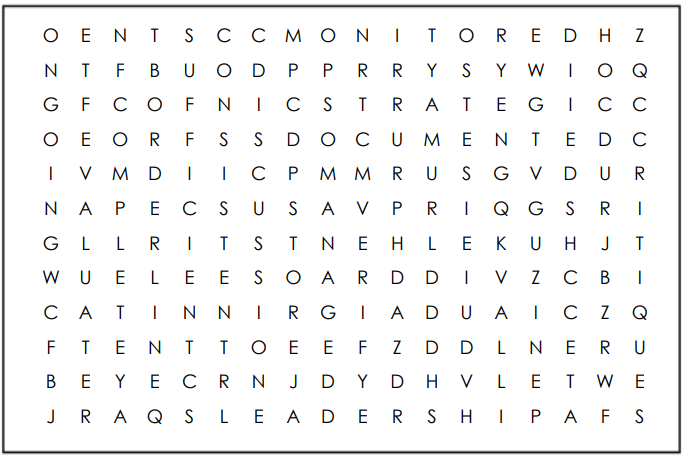 O E N T S C C M O N I T O R E D H Z
N T F B U O D P P R R Y S Y W I O Q
G F C O F N I C S T R A T E G I C C
O E O R F S S D O C U M E N T E D C
I V M D I I C P M M R U S G V D U R
N A P E C S U S A V P R I Q G S R I
G L L R I T S T N E H L E K U H J T
W U E L E E S O A R D D I V Z C B I
C A T I N N I R G I A D U A I C Z Q
F T E N T T O E E F Z D D L N E R U
B E Y E C R N J D Y D H V L E T W E
J R A Q S L E A D E R S H I P A F S